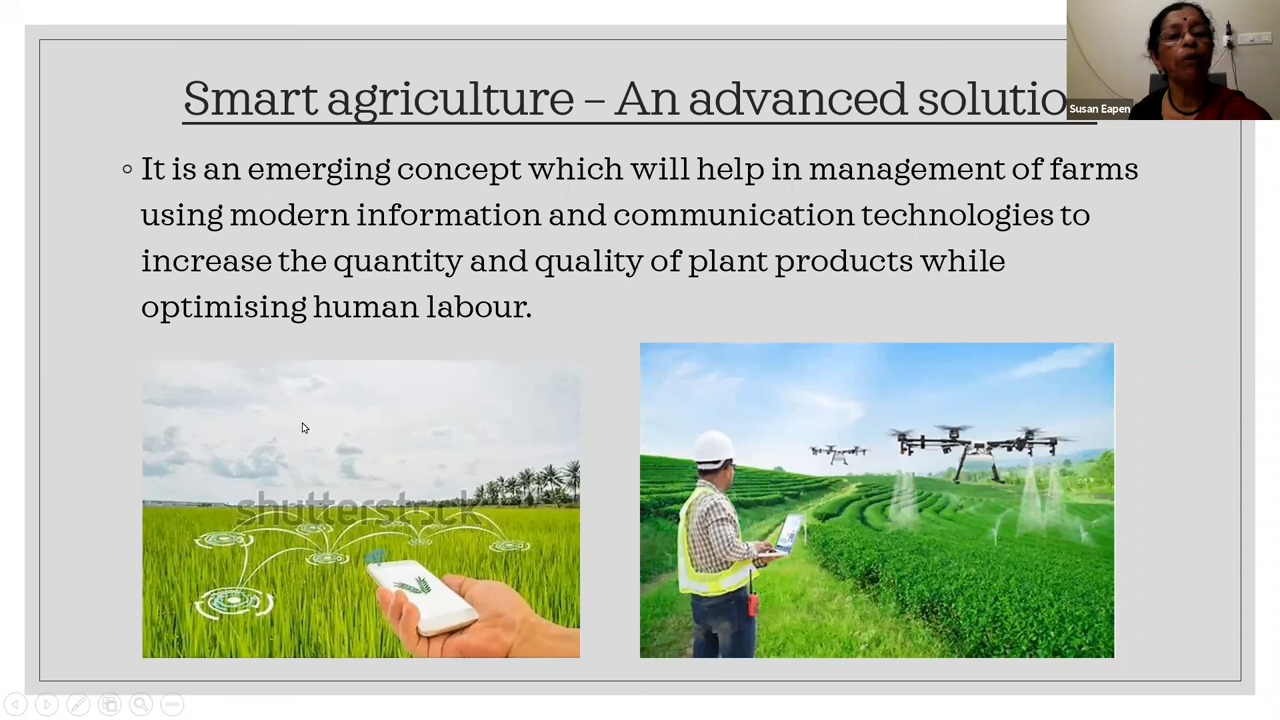 Smart agriculture – An advanced solutio
Susan Eapen
◦ It is an emerging concept which will help in management of farms
using modern information and communication technologies to
increase the quantity and quality of plant products while
optimising human labour.
shutterstock